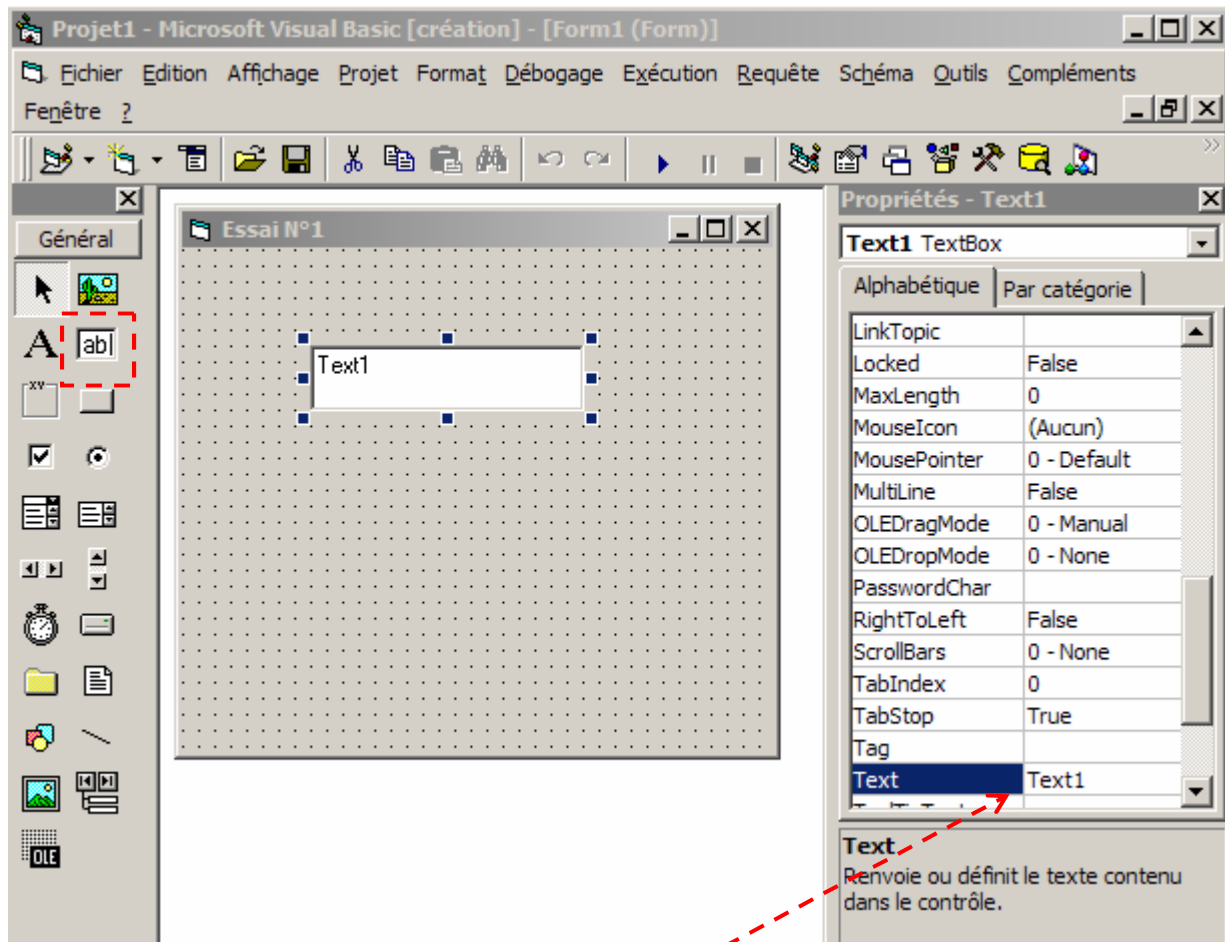 Projet1 - Microsoft Visual Basic [création] - [Form1 (Form)]
Fichier Edition Affichage Projet Format Débogage Exécution Requête Schéma Outils Compléments
Fenêtre ?
Général
A
ab|
XY
OLE
Essai N°1
Text1
Propriétés - Text1
Text1 TextBox
Alphabétique Par catégorie
LinkTopic
Locked False
MaxLength 0
MouseIcon (Aucun)
MousePointer 0 - Default
MultiLine False
OLEDragMode 0 - Manual
OLEDropMode 0 - None
PasswordChar
RightToLeft False
ScrollBars 0 - None
TabIndex 0
TabStop True
Tag
Text Text1
Text
Renvoie ou définit le texte contenu
dans le contrôle.